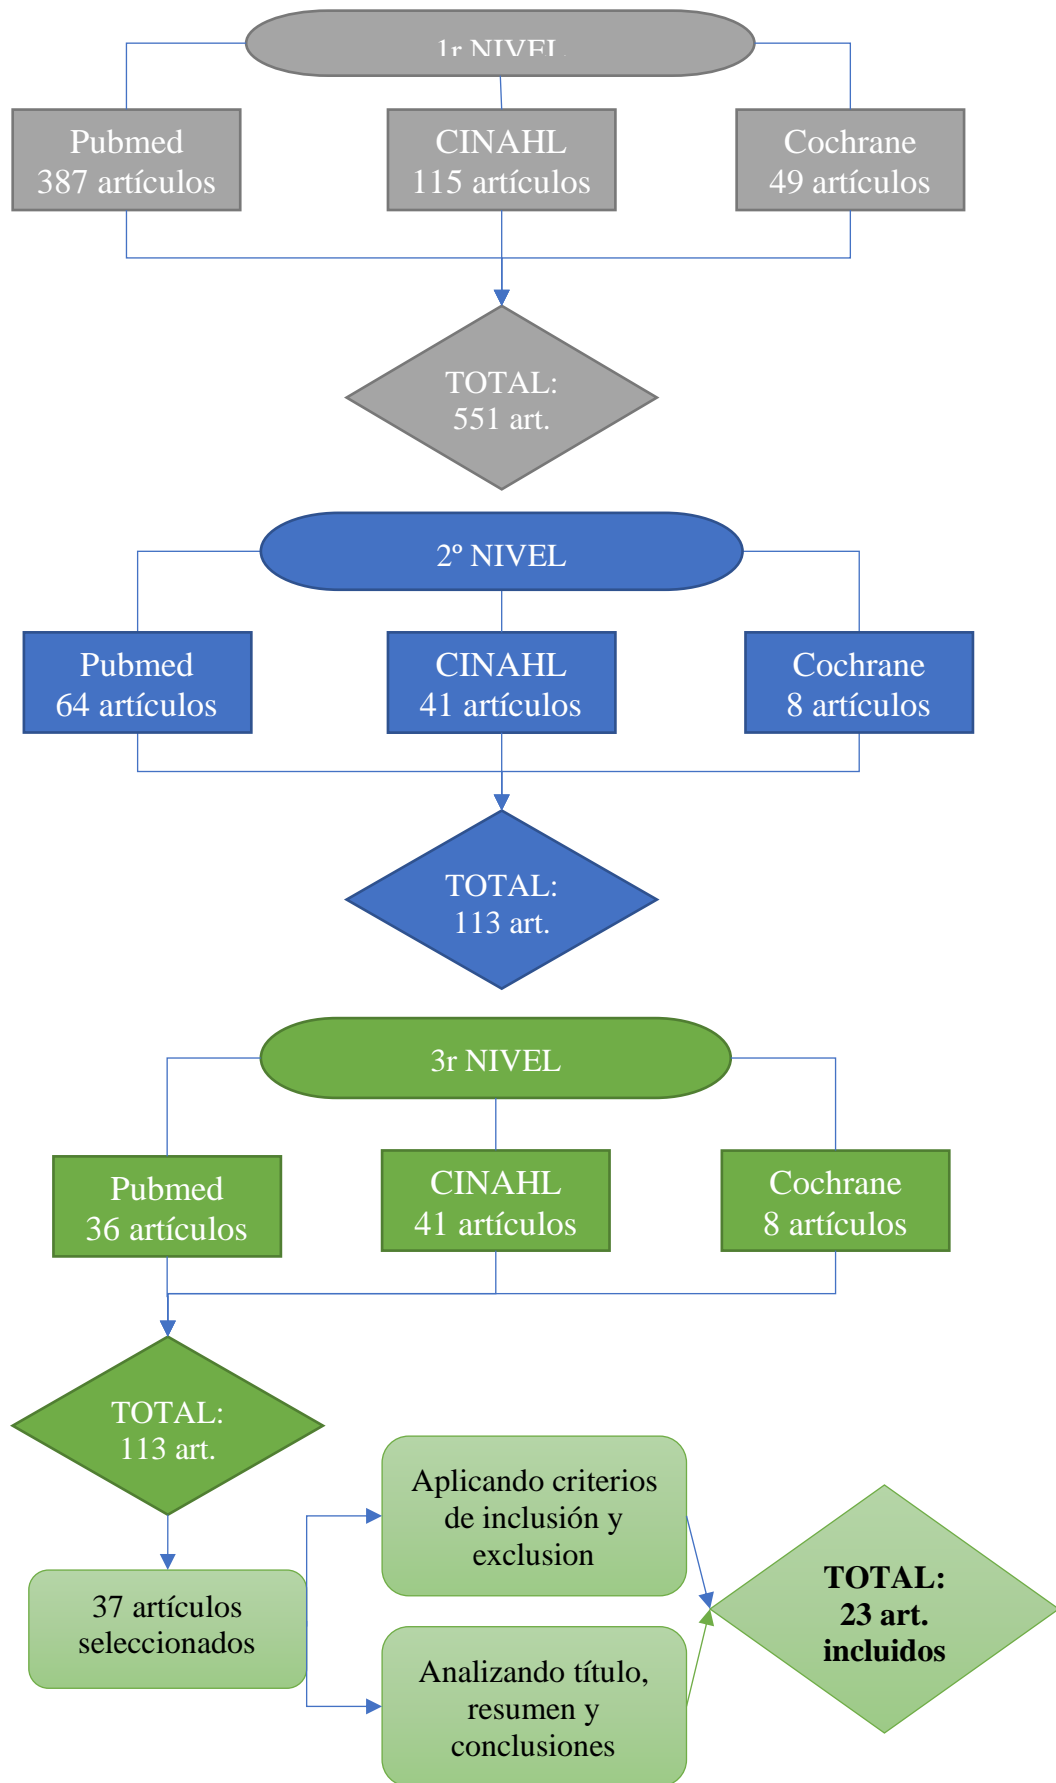 1r NIVEL
Pubmed
387 artículos
CINAHL
115 artículos
Cochrane
49 artículos
TOTAL:
551 art.
2º NIVEL
Pubmed
64 artículos
CINAHL
41 artículos
Cochrane
8 artículos
TOTAL:
113 art.
3r NIVEL
Pubmed
36 artículos
CINAHL
41 artículos
Cochrane
8 artículos
TOTAL:
113 art.
37 artículos
seleccionados
Aplicando criterios
de inclusión y
exclusion
Analizando título,
resumen y
conclusiones
TOTAL:
23 art.
incluidos